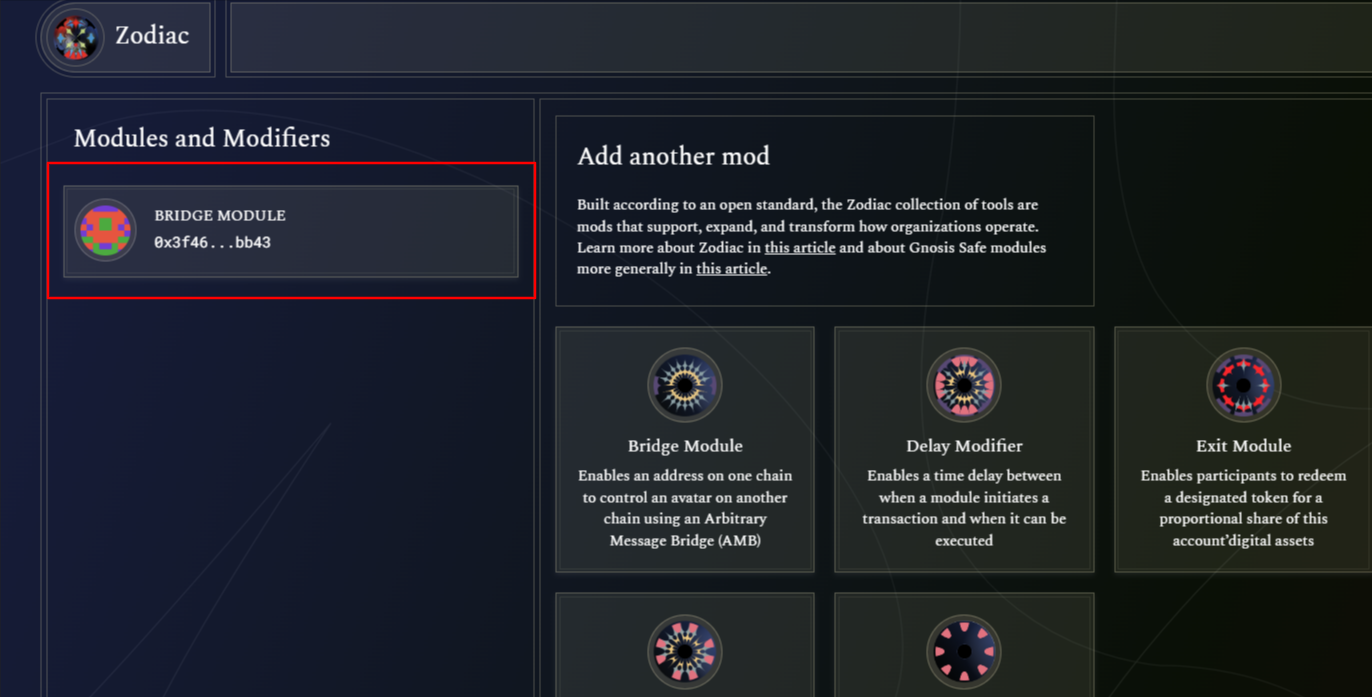 Zodiac
Modules and Modifiers
BRIDGE MODULE
0x3f46...bb43
Add another mod
Built according to an open standard, the Zodiac collection of tools are
mods that support, expand, and transform how organizations operate.
Learn more about Zodiac in this article and about Gnosis Safe modules
more generally in this article.
Bridge Module
Enables an address on one chain
to control an avatar on another
chain using an Arbitrary
Message Bridge (AMB)
Delay Modifier
Enables a time delay between
when a module initiates a
transaction and when it can be
executed
Exit Module
Enables participants to redeem
a designated token for a
proportional share of this
account’digital assets